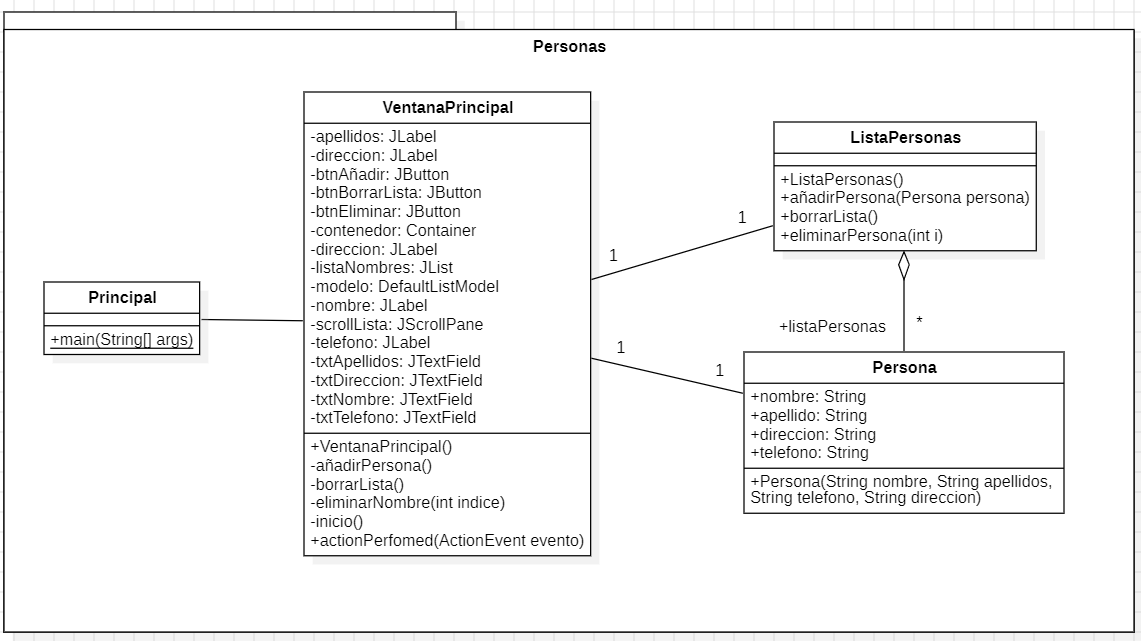 Personas
Principal
+main(String[] args)
VentanaPrincipal
-apellidos: JLabel
-direccion: JLabel
-btnAñadir: JButton
-btnBorrarLista: JButton
-btnEliminar: JButton
-contenedor: Container
-direccion: JLabel
-listaNombres: JList
-modelo: DefaultListModel
-nombre: JLabel
-scrollLista: JScrollPane
-telefono: JLabel
-txtApellidos: JTextField
-txtDireccion: JTextField
-txtNombre: JTextField
-txtTelefono: JTextField
+VentanaPrincipal()
-añadirPersona()
-borrarLista()
-eliminarNombre(int indice)
-inicio()
+actionPerfomed(ActionEvent evento)
1
1
1
1
ListaPersonas
+ListaPersonas()
+añadirPersona(Persona persona)
+borrarLista()
+eliminarPersona(int i)
+listaPersonas
*
Persona
+nombre: String
+apellido: String
+direccion: String
+telefono: String
+Persona(String nombre, String apellidos,
String telefono, String direccion)